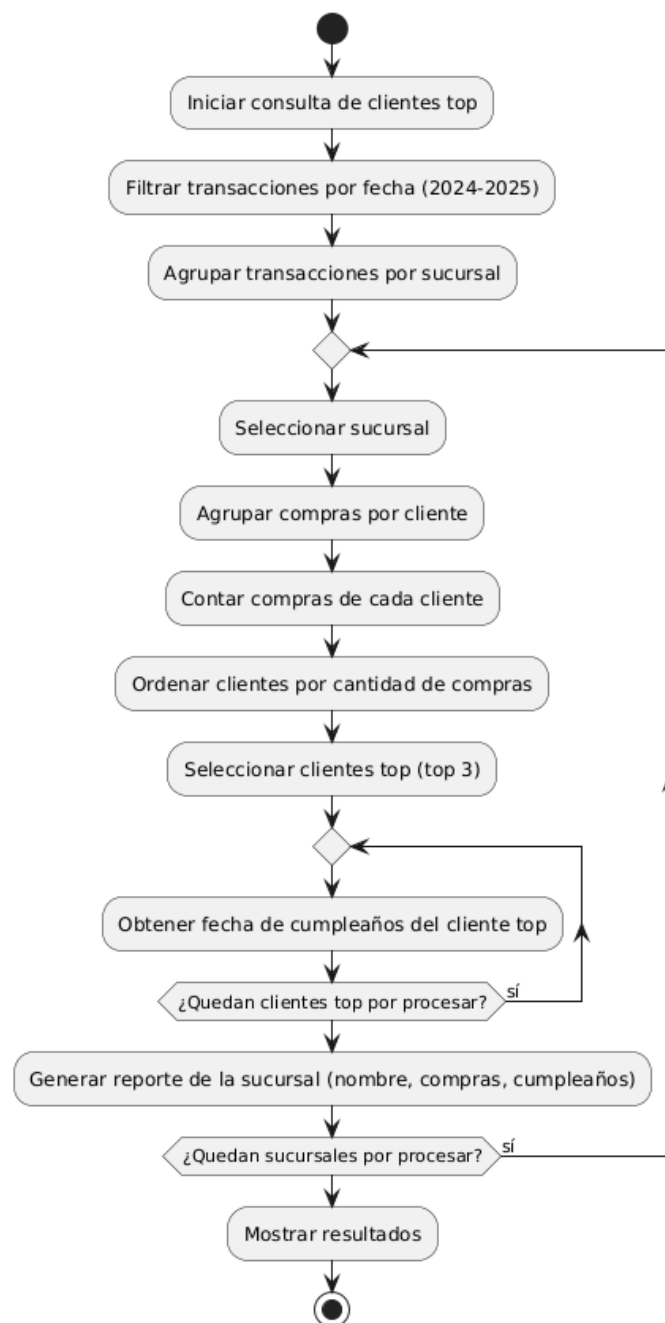 Iniciar consulta de clientes top
Filtrar transacciones por fecha (2024-2025)
Agrupar transacciones por sucursal
Seleccionar sucursal
Agrupar compras por cliente
Contar compras de cada cliente
Ordenar clientes por cantidad de compras
Seleccionar clientes top (top 3)
Obtener fecha de cumpleaños del cliente top
¿Quedan clientes top por procesar?
sí
Generar reporte de la sucursal (nombre, compras, cumpleaños)
¿Quedan sucursales por procesar?
sí
Mostrar resultados